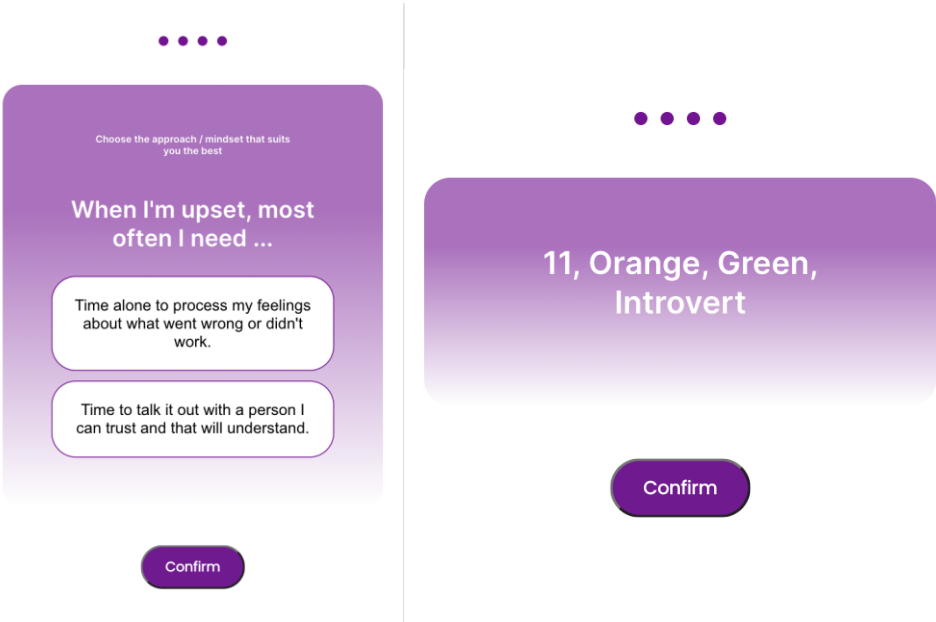 Choose the approach / mindset that suits
you the best
When I'm upset, most
often I need ...
Time alone to process my feelings
about what went wrong or didn't
work.
Time to talk it out with a person I
can trust and that will understand.
Confirm
11, Orange, Green,
Introvert
Confirm